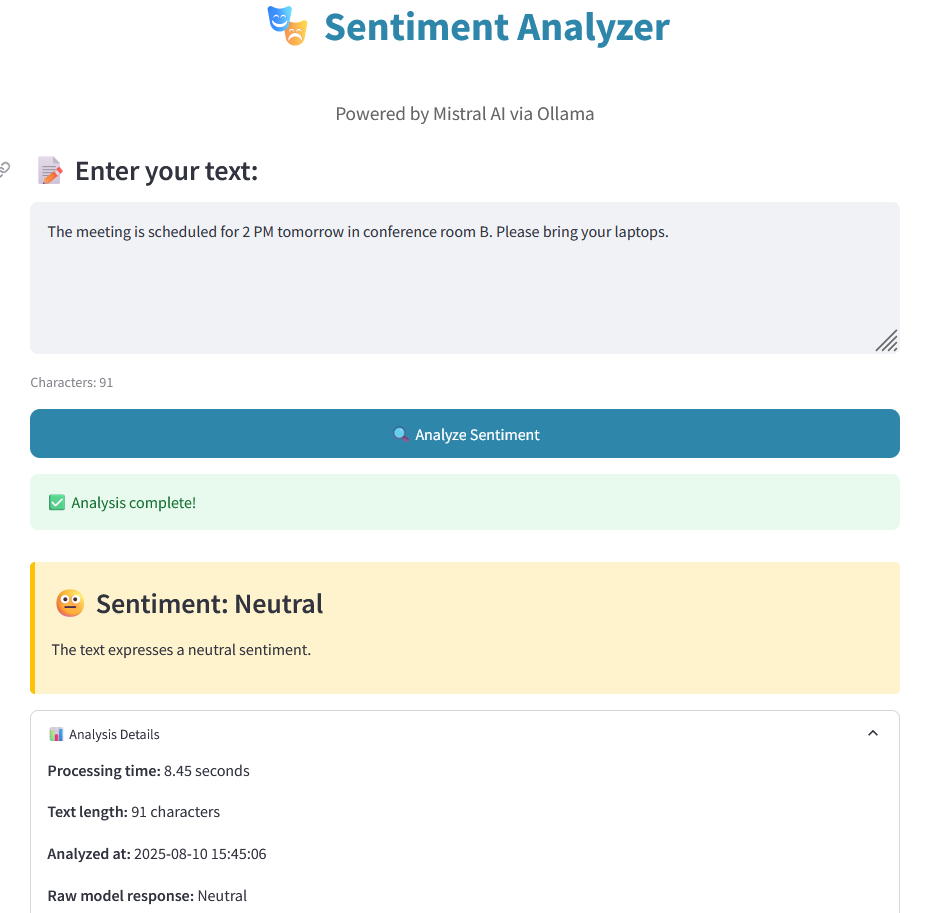 Sentiment Analyzer
Powered by Mistral AI via Ollama
Enter your text:
The meeting is scheduled for 2 PM tomorrow in conference room B. Please bring your laptops.
Characters: 91
Analyze Sentiment
Analysis complete!
Sentiment: Neutral
The text expresses a neutral sentiment.
Analysis Details
Processing time: 8.45 seconds
Text length: 91 characters
Analyzed at: 2025-08-10 15:45:06
Raw model response: Neutral